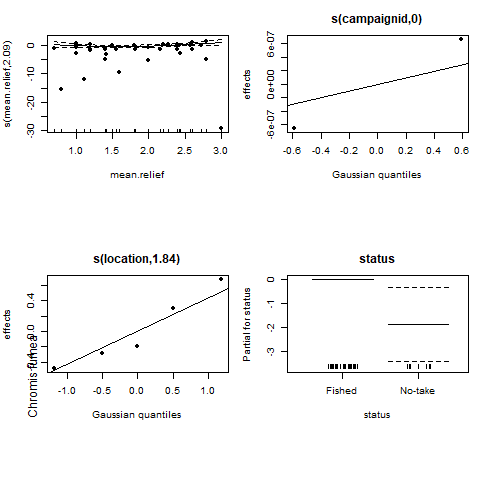 s(mean.relief,2.09)
0
-10
-20
-30
1.0 1.5 2.0 2.5 3.0
mean.relief
s(campaignid,0)
effects
6e-07
0e+00
-6e-07
-0.6 -0.4 -0.2 0.0 0.2 0.4 0.6
Gaussian quantiles
s(location,1.84)
effects
Chromis fumea
0.4
0.0
-1.0 -0.5 0.0 0.5 1.0
Gaussian quantiles
status
Partial for status
0
-1
-2
-3
Fished No-take
status